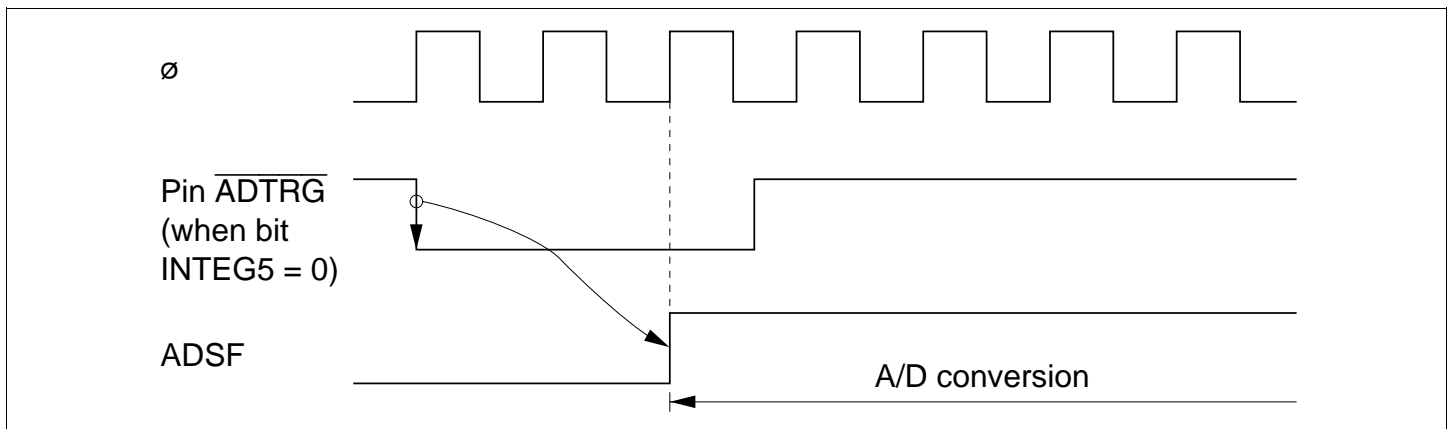 ø
Pin ADTRG
(when bit
INTEG5 = 0)
ADSF
A/D conversion